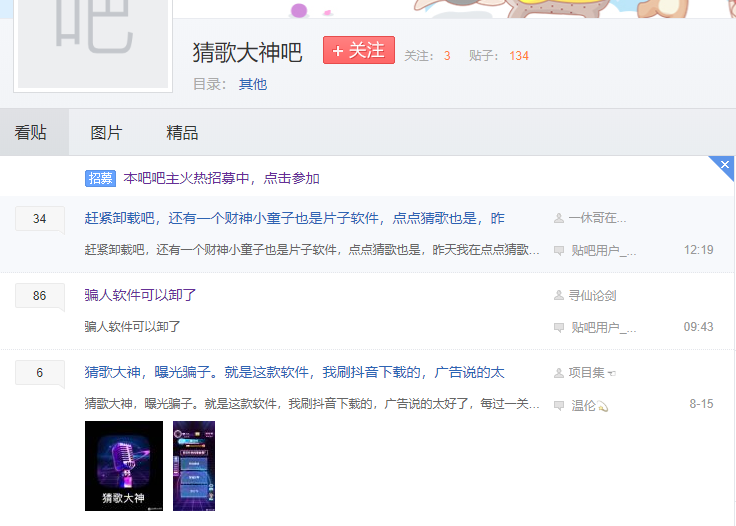 吧
猜歌大神吧
+ 关注
关注: 3 贴子: 134
目录: 其他
看贴 图片 精品
招募 本吧吧主火热招募中，点击参加
34 赶紧卸载吧，还有一个财神小童子也是片子软件，点点猜歌也是，昨 一休哥在...
赶紧卸载吧，还有一个财神小童子也是片子软件，点点猜歌也是，昨天我在点点猜歌... 贴吧用户_... 12:19
86 骗人软件可以卸了 寻仙论剑
骗人软件可以卸了 贴吧用户_... 09:43
6 猜歌大神，曝光骗子。就是这款软件，我刷抖音下载的，广告说的太 项目集☜
猜歌大神，曝光骗子。就是这款软件，我刷抖音下载的，广告说的太好了，每过一关... 温伦💫 8-15
猜歌大神